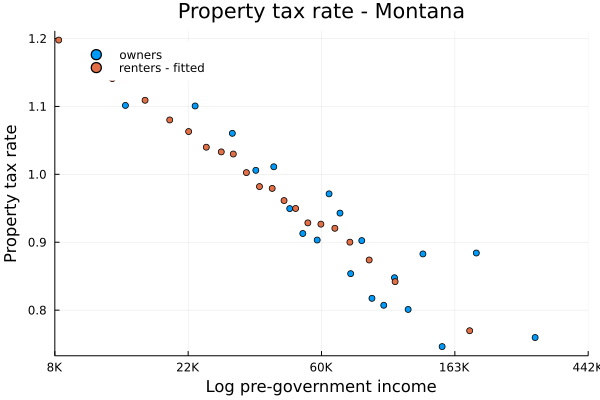 Property tax rate - Montana
owners
renters - fitted
Property tax rate
1.2
1.1
1.0
0.9
0.8
8K 22K 60K 163K 442K
Log pre-government income